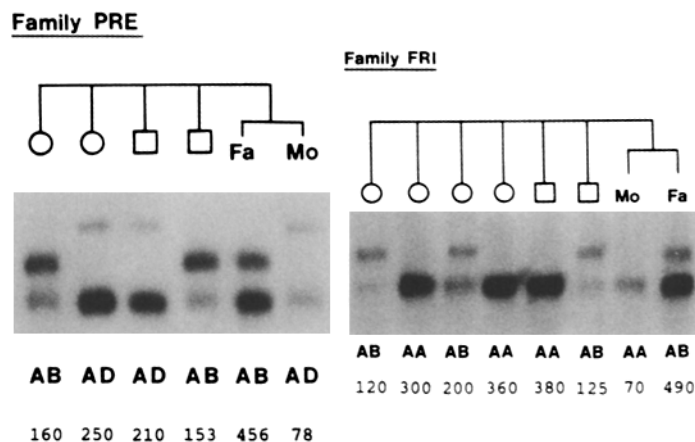 Family PRE
Fa Mo
AB AD AD AB AB AD
160 250 210 153 456 78
Family FRI
Mo Fa
AB AA AB AA AA AB AA AB
120 300 200 360 380 125 70 490